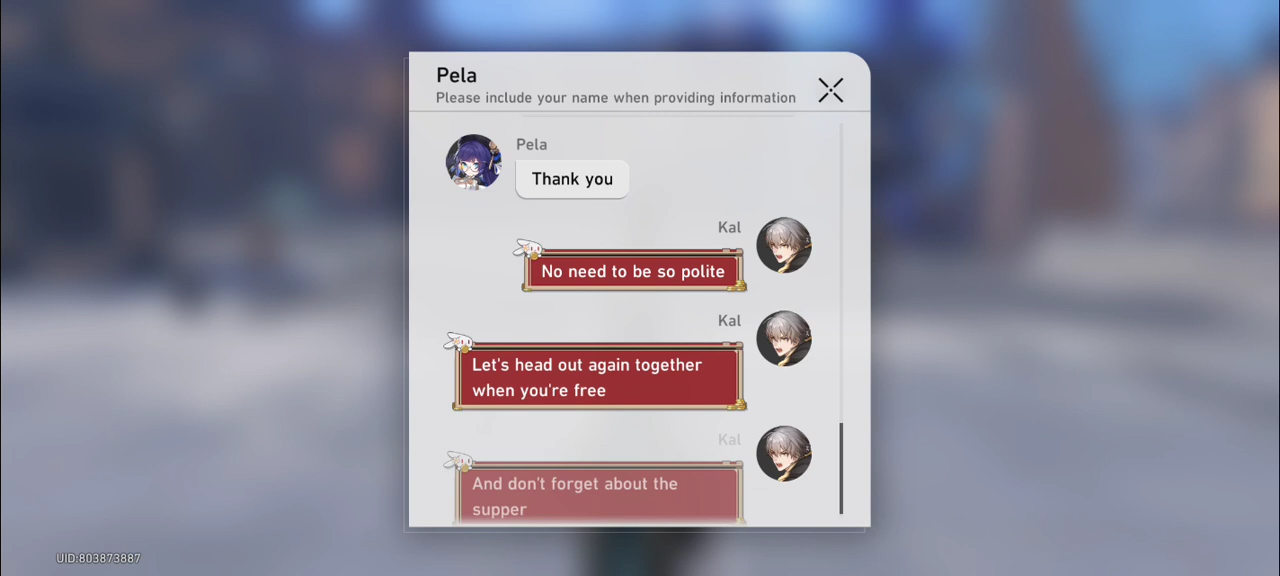 Pela
Please include your name when providing information
Pela
Thank you
Kal
No need to be so polite
Kal
Let's head out again together
when you're free
Kal
And don't forget about the
supper
UID:803873887